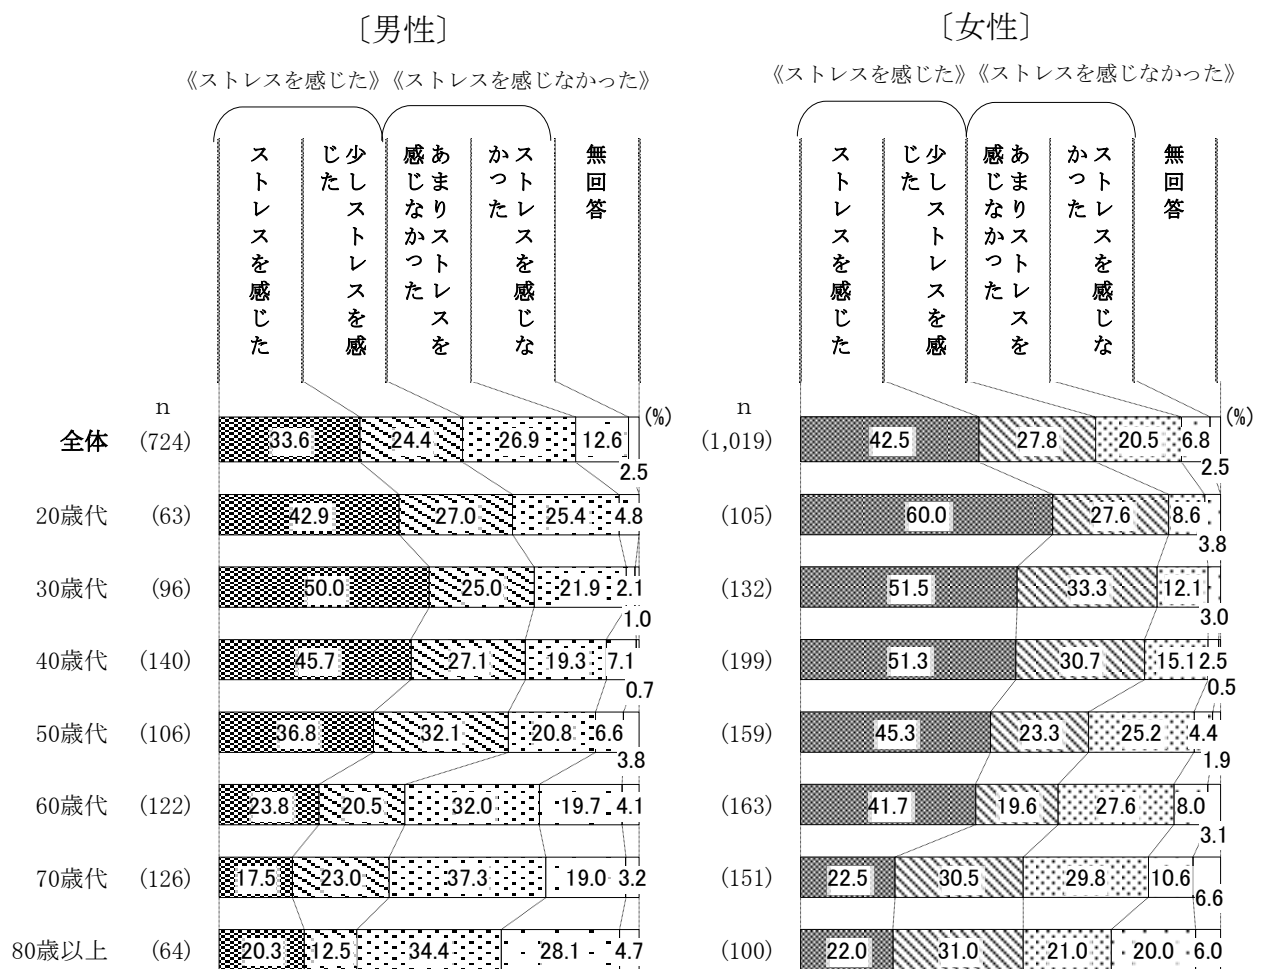 〔男性〕
《ストレスを感じた》《ストレスを感じなかった》
ストレスを感じた
少しストレスを感
じた
あまりストレスを
感じなかった
ストレスを感じな
かった
無回答
n
(%)
全体 (724) 33.6 24.4 26.9 12.6
2.5
20歳代 (63) 42.9 27.0 25.4 4.8
30歳代 (96) 50.0 25.0 21.9 2.1
1.0
40歳代 (140) 45.7 27.1 19.3 7.1
0.7
50歳代 (106) 36.8 32.1 20.8 6.6
3.8
60歳代 (122) 23.8 20.5 32.0 19.7 4.1
70歳代 (126) 17.5 23.0 37.3 19.0 3.2
80歳以上 (64) 20.3 12.5 34.4 28.1 4.7
〔女性〕
《ストレスを感じた》《ストレスを感じなかった》
ストレスを感じた
少しストレスを感
じた
あまりストレスを
感じなかった
ストレスを感じな
かった
無回答
n
(%)
(1,019) 42.5 27.8 20.5 6.8
2.5
(105) 60.0 27.6 8.6
3.8
(132) 51.5 33.3 12.1
3.0
(199) 51.3 30.7 15.1 2.5
0.5
(159) 45.3 23.3 25.2 4.4
1.9
(163) 41.7 19.6 27.6 8.0
3.1
(151) 22.5 30.5 29.8 10.6
6.6
(100) 22.0 31.0 21.0 20.0 6.0